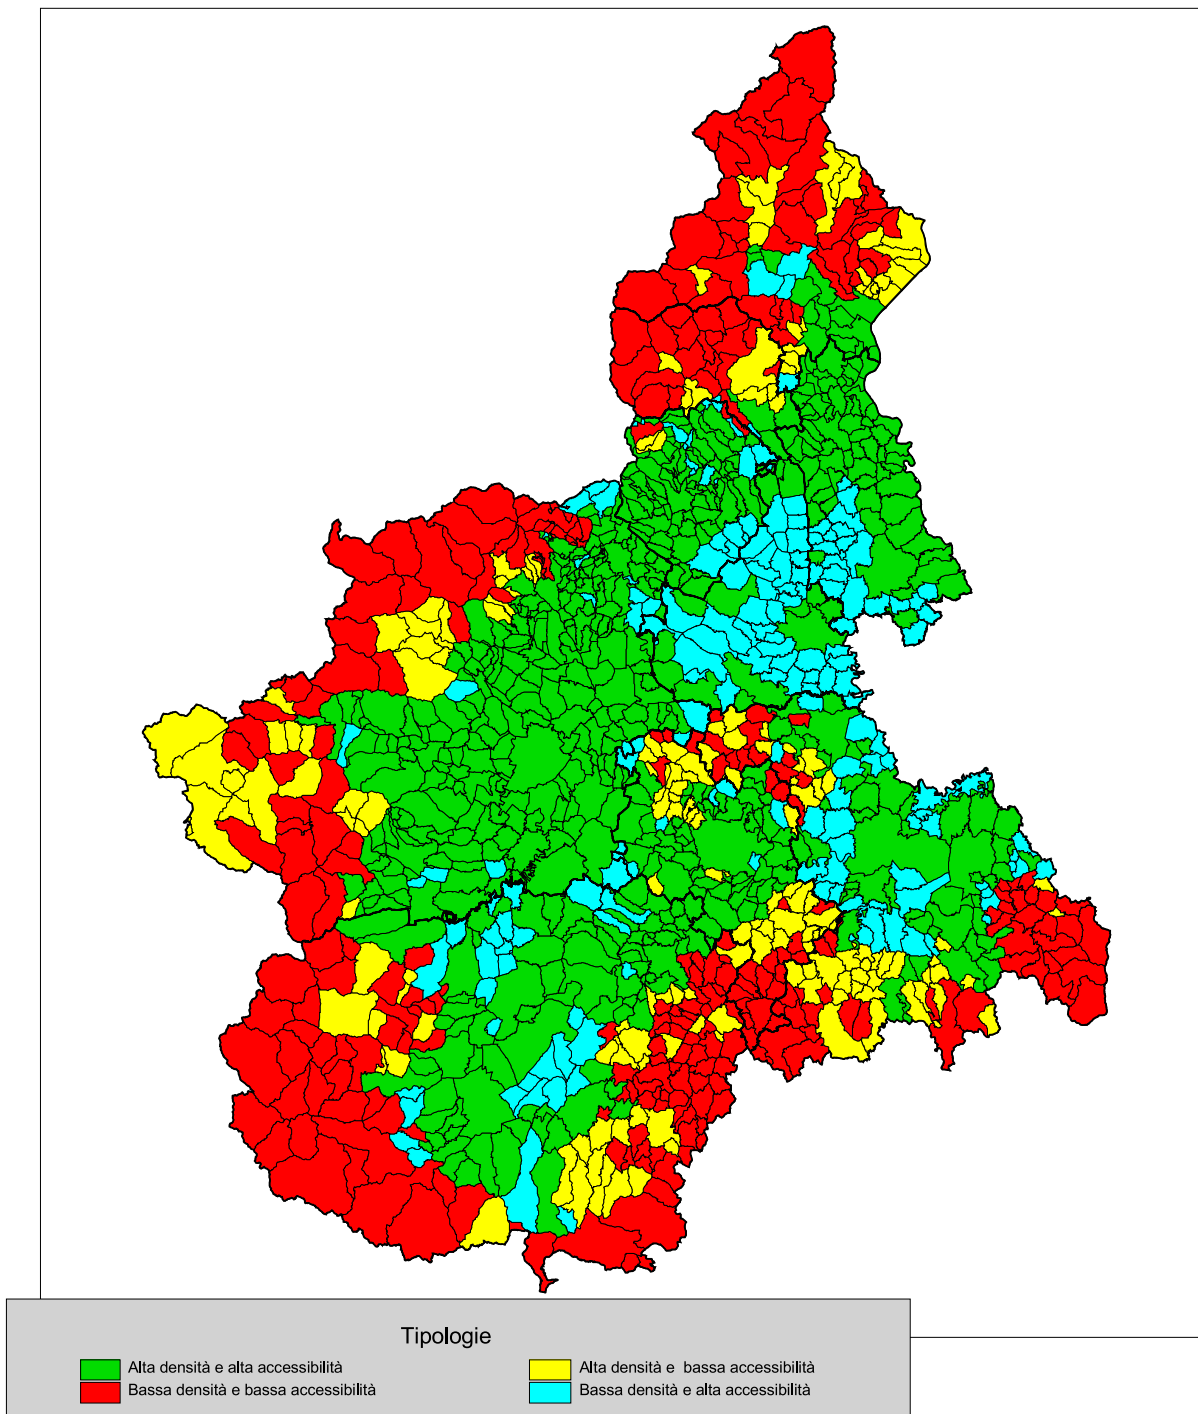 Tipologie
Alta densità e alta accessibilità
Alta densità e bassa accessibilità
Bassa densità e bassa accessibilità
Bassa densità e alta accessibilità